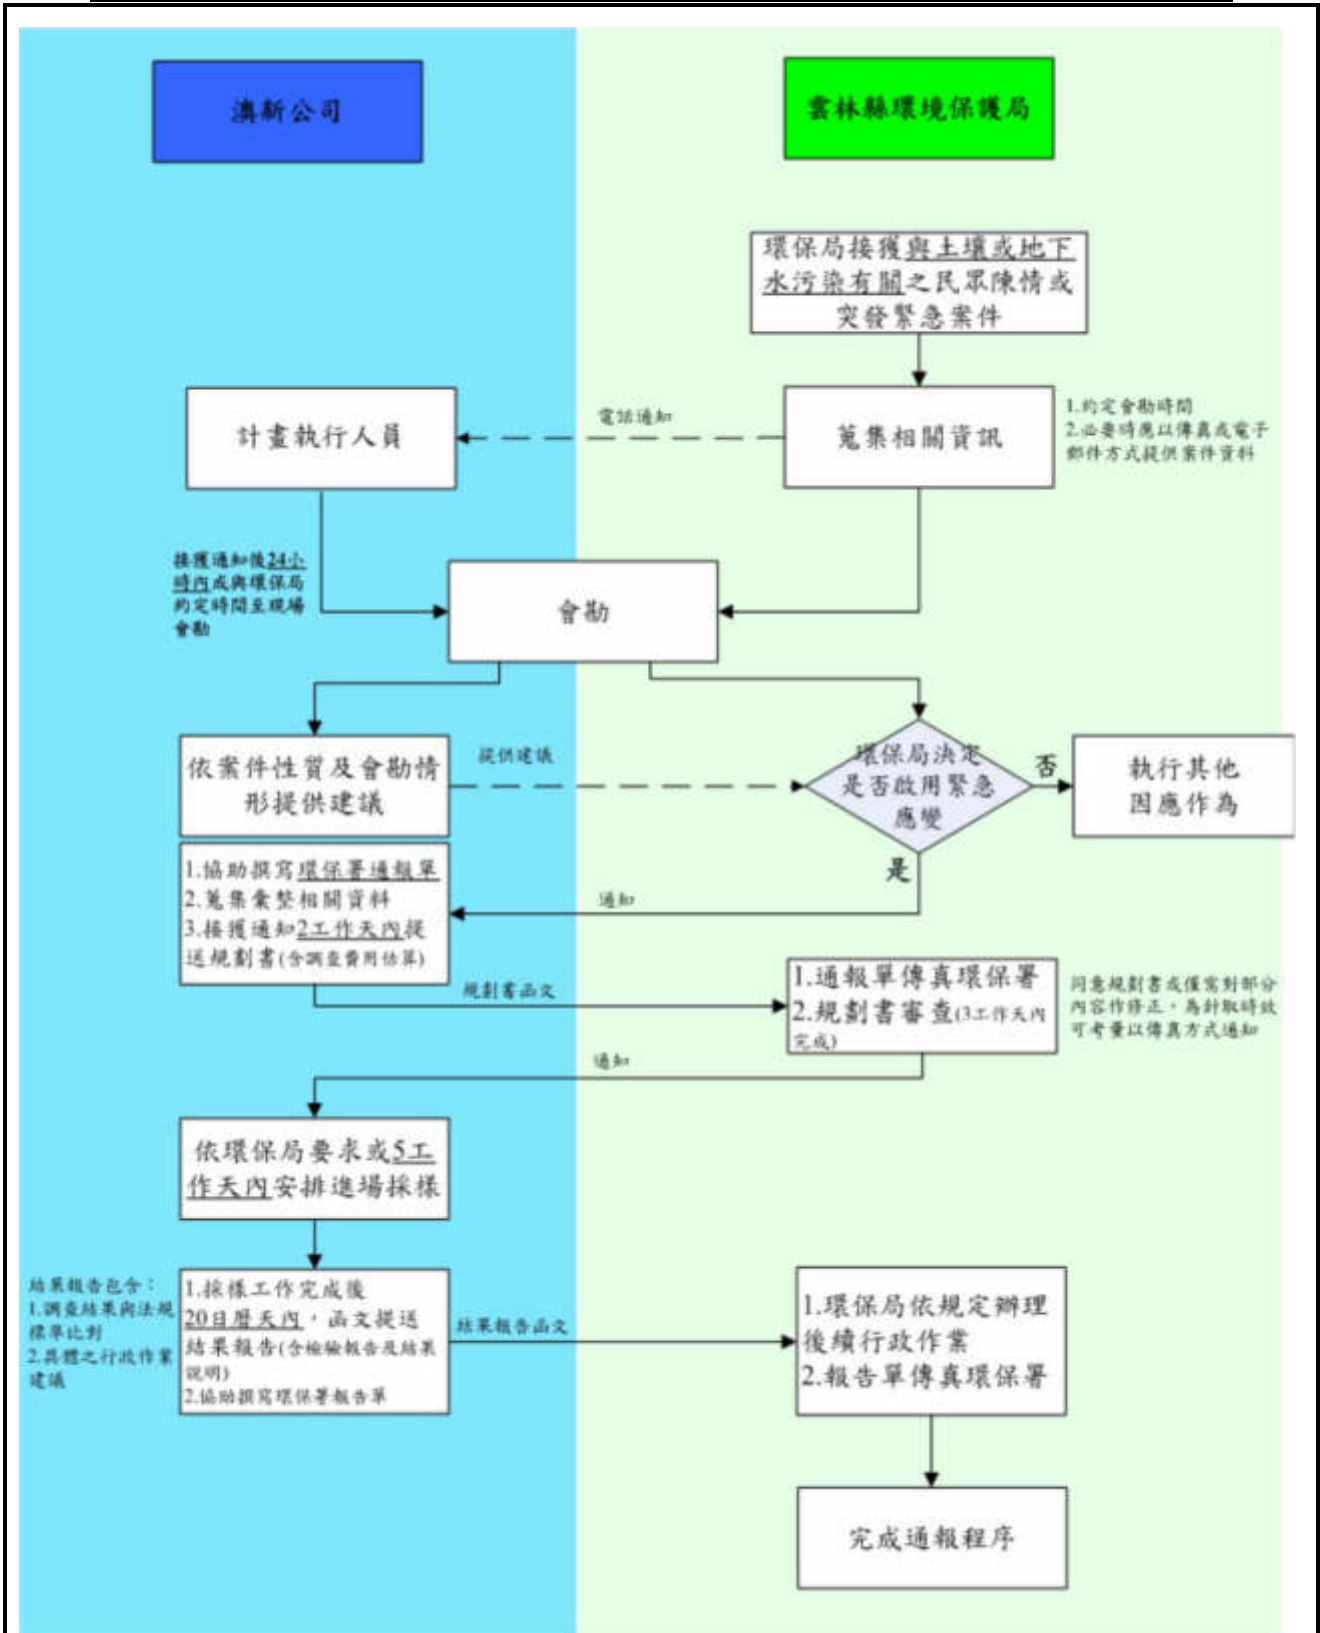 澳新公司
雲林縣環境保護局
環保局接獲與土壤或地下
水污染有關之民眾陳情或
突發緊急案件
計畫執行人員
電話通知
蒐集相關資訊
1.約定會勘時間
2.必要時應以傳真或電子
郵件方式提供案件資料
接獲通知後24小
時內或與環保局
約定時間至現場
會勘
會勘
依案件性質及會勘情
形提供建議
提供建議
環保局決定
是否啟用緊急
應變
否
執行其他
因應作為
是
1.協助撰寫環保署通報單
2.蒐集彙整相關資料
3.接獲通知2工作天內提
送規劃書(含調查費用估算)
通知
規劃書函文
1.通報單傳真環保署
2.規劃書審查(3工作天內
完成)
同意規劃書或僅需對部分
內容作修正，為爭取時效
可考量以傳真方式通知
通知
依環保局要求或5工
作天內安排進場採樣
結果報告包含：
1.調查結果與法規
標準比對
2.具體之行政作業
建議
1.採樣工作完成後
20日曆天內，函文提送
結果報告(含檢驗報告及結果
說明)
2.協助撰寫環保署報告單
結果報告函文
1.環保局依規定辦理
後續行政作業
2.報告單傳真環保署
完成通報程序